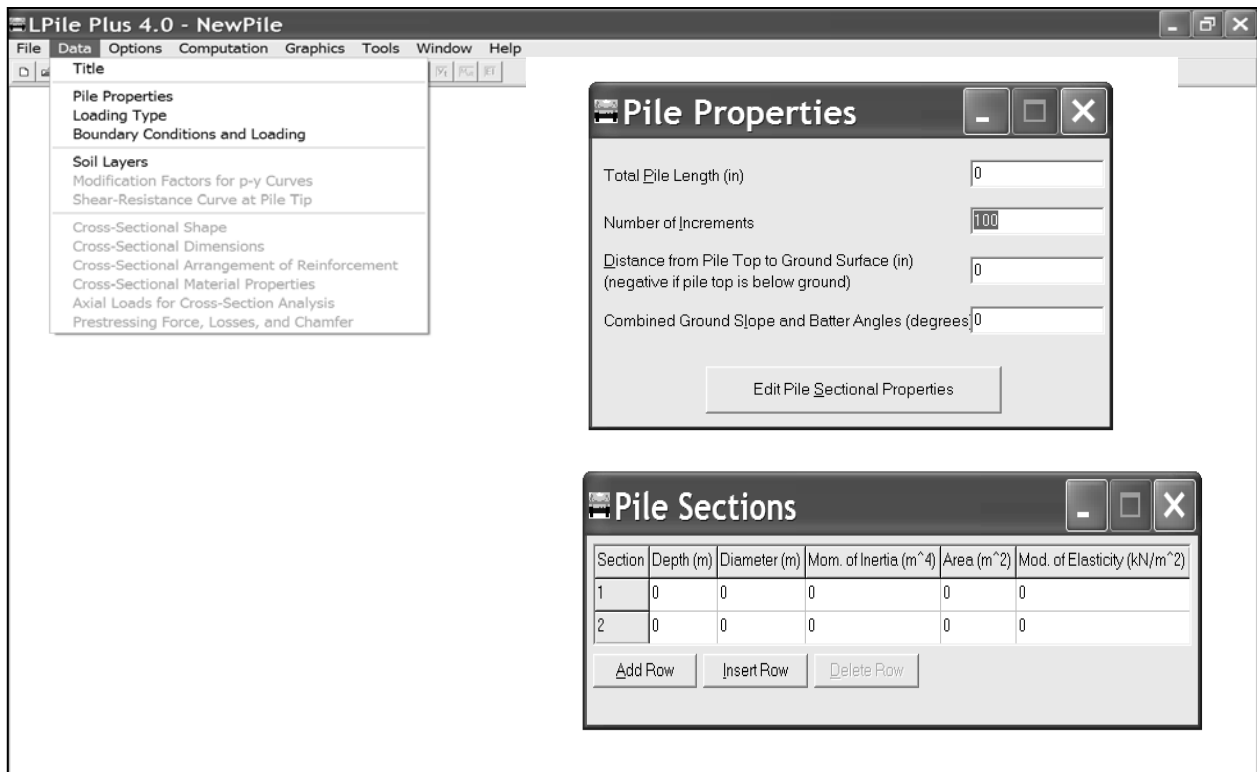 LPile Plus 4.0 - NewPile
File Data Options Computation Graphics Tools Window Help
Title
Pile Properties
Loading Type
Boundary Conditions and Loading
Soil Layers
Modification Factors for p-y Curves
Shear-Resistance Curve at Pile Tip
Cross-Sectional Shape
Cross-Sectional Dimensions
Cross-Sectional Arrangement of Reinforcement
Cross-Sectional Material Properties
Axial Loads for Cross-Section Analysis
Prestressing Force, Losses, and Chamfer
Pile Properties
Total Pile Length (in) 0
Number of Increments 100
Distance from Pile Top to Ground Surface (in)
(negative if pile top is below ground) 0
Combined Ground Slope and Batter Angles (degrees) 0
Edit Pile Sectional Properties
Pile Sections
Section Depth (m) Diameter (m) Mom. of Inertia (m^4) Area (m^2) Mod. of Elasticity (kN/m^2)
1 0 0 0 0 0
2 0 0 0 0 0
Add Row Insert Row Delete Row